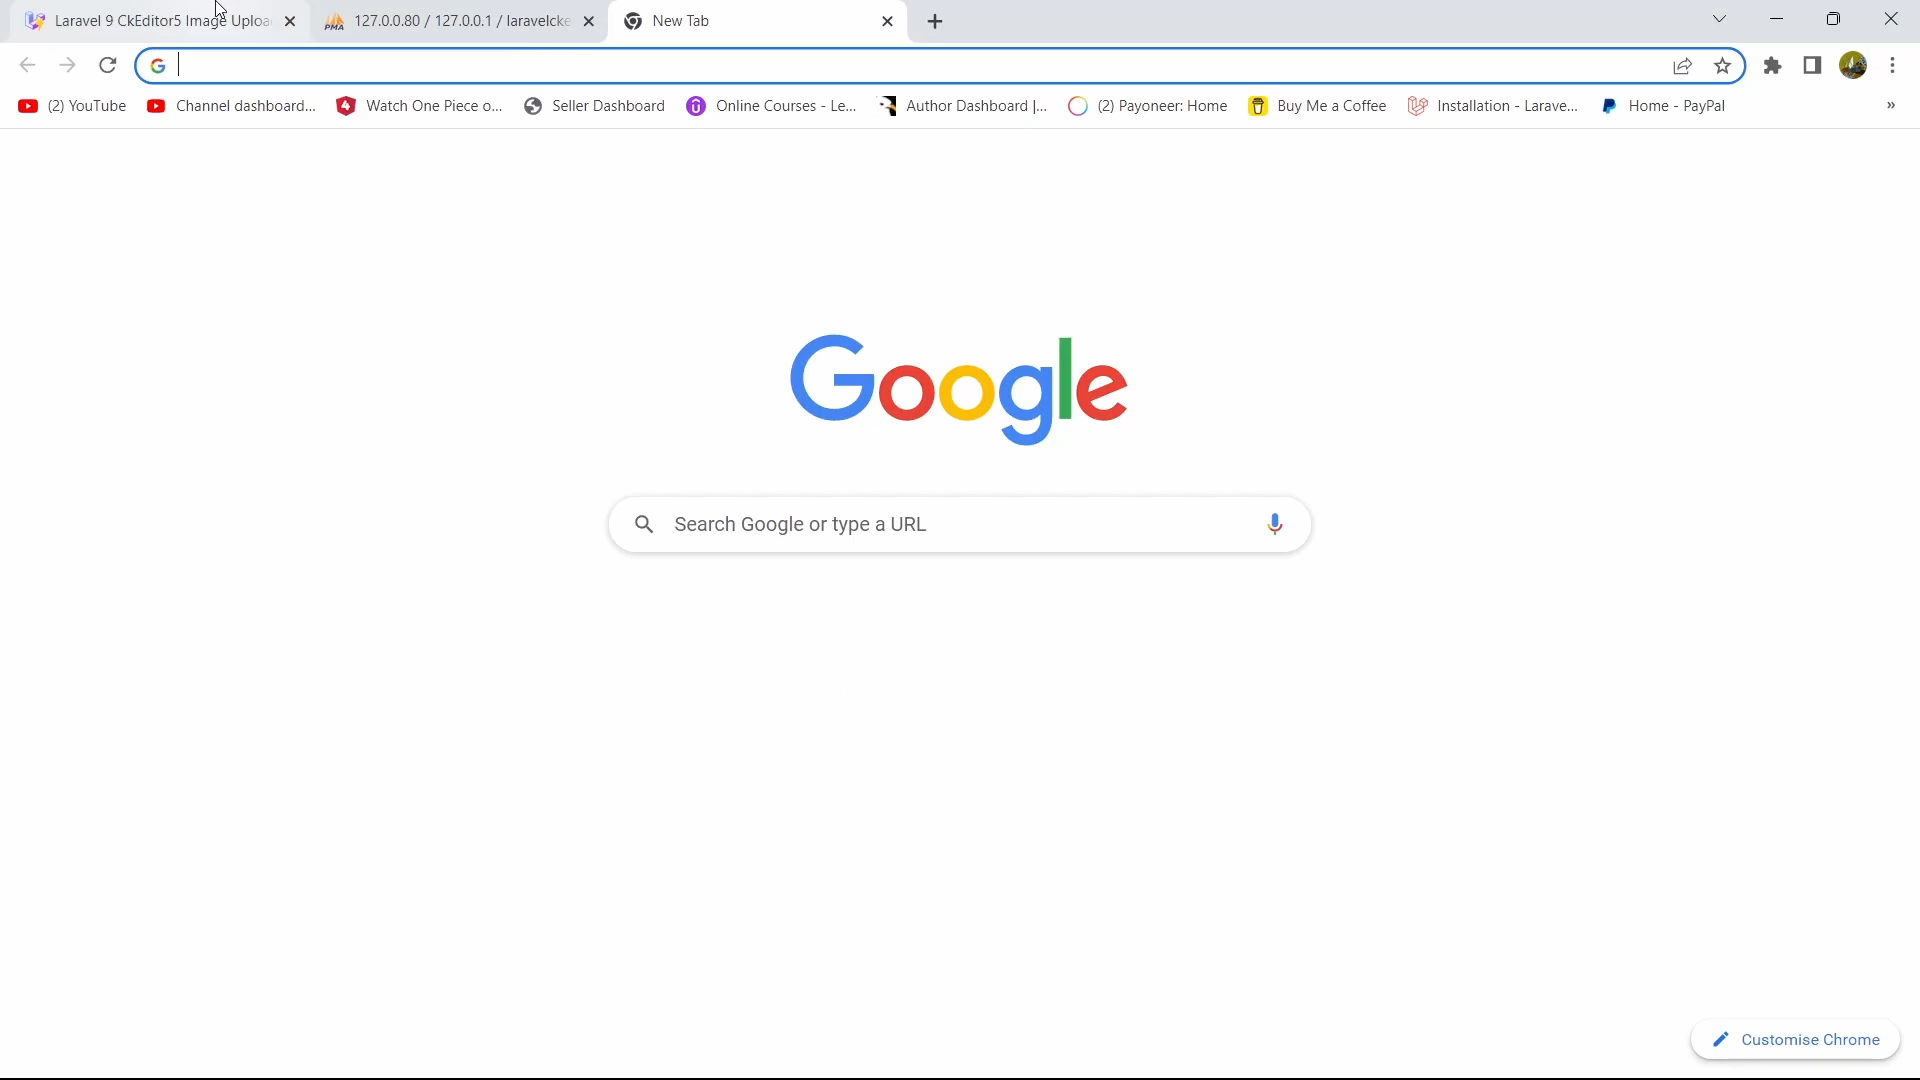 Laravel 9 CkEditor5 Image Uploa
127.0.0.80 / 127.0.0.1 / laravelcke
New Tab
(2) YouTube
Channel dashboard...
Watch One Piece o...
Seller Dashboard
Online Courses - Le...
Author Dashboard |...
(2) Payoneer: Home
Buy Me a Coffee
Installation - Larave...
Home - PayPal
»
Google
Search Google or type a URL
Customise Chrome